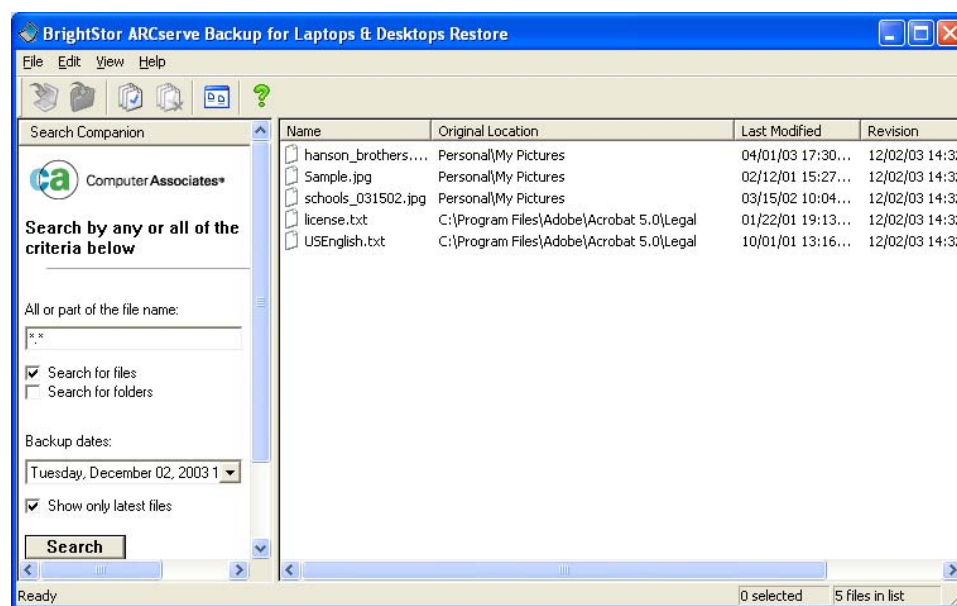 BrightStor ARCserve Backup for Laptops & Desktops Restore
File Edit View Help
Search Companion
ca Computer Associates®
Search by any or all of the
criteria below
All or part of the file name:
*.*
Search for files
Search for folders
Backup dates:
Tuesday, December 02, 2003 1
Show only latest files
Search
Name Original Location Last Modified Revision
hanson_brothers.... Personal\My Pictures 04/01/03 17:30... 12/02/03 14:3
Sample.jpg Personal\My Pictures 02/12/01 15:27... 12/02/03 14:3
schools_031502.jpg Personal\My Pictures 03/15/02 10:04... 12/02/03 14:3
license.txt C:\Program Files\Adobe\Acrobat 5.0\Legal 01/22/01 19:13... 12/02/03 14:3
USEnglish.txt C:\Program Files\Adobe\Acrobat 5.0\Legal 10/01/01 13:16... 12/02/03 14:3
Ready 0 selected 5 files in list